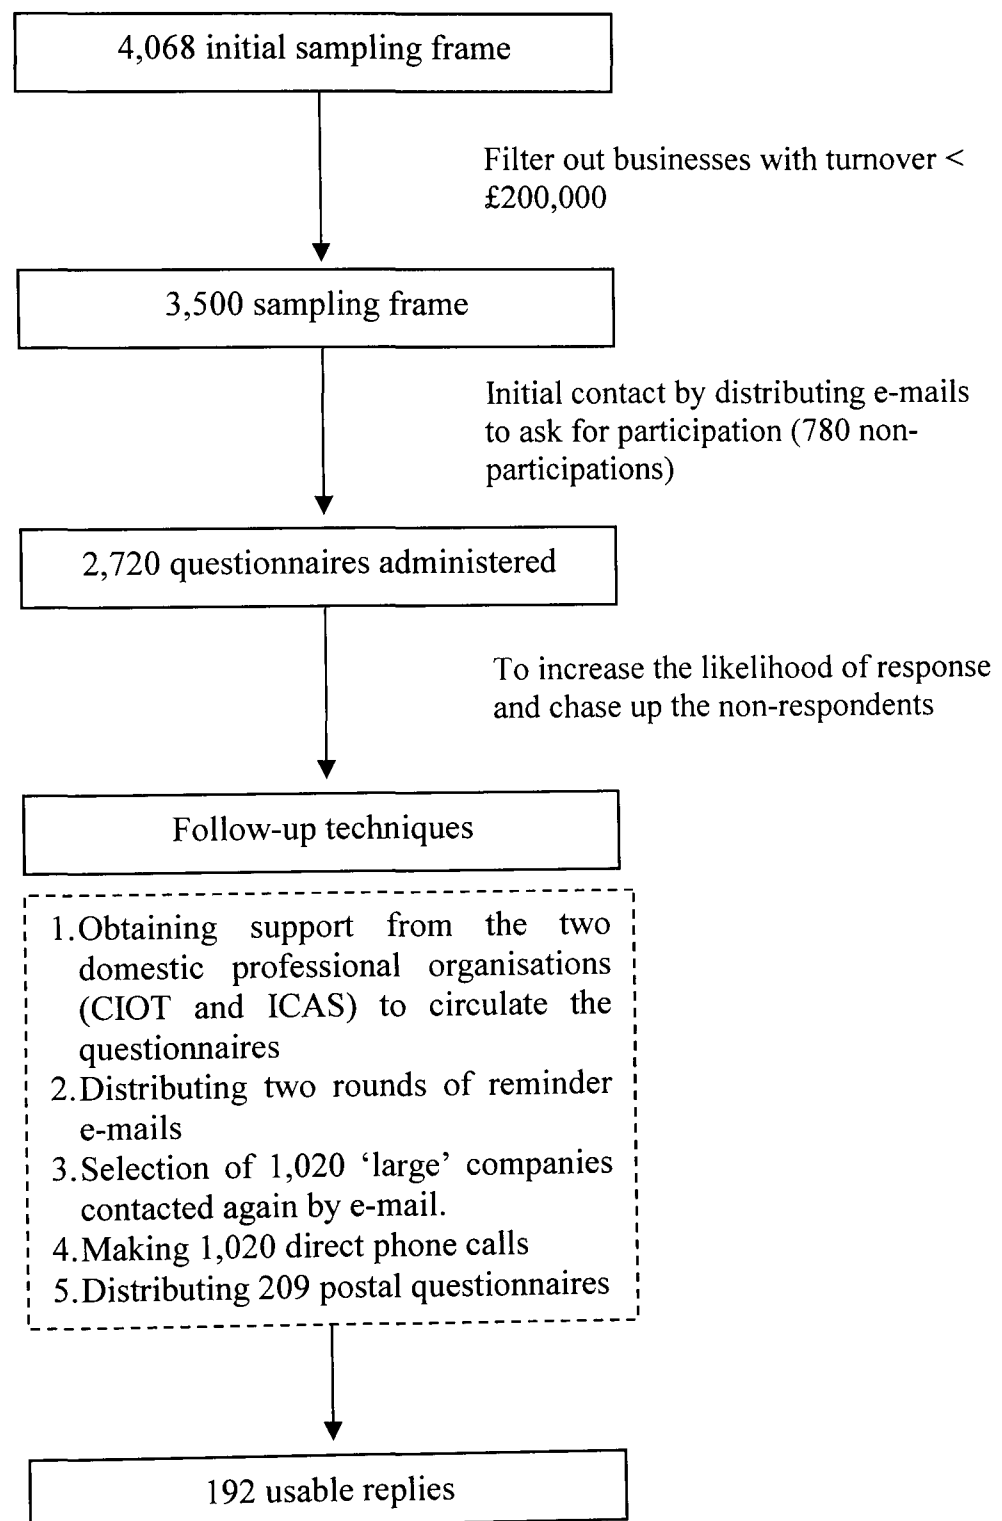 4,068 initial sampling frame
Filter out businesses with turnover <
£200,000
3,500 sampling frame
Initial contact by distributing e-mails
to ask for participation (780 non-
participations)
2,720 questionnaires administered
To increase the likelihood of response
and chase up the non-respondents
Follow-up techniques
1.Obtaining support from the two
domestic professional organisations
(CIOT and ICAS) to circulate the
questionnaires
2.Distributing two rounds of reminder
e-mails
3.Selection of 1,020 ‘large’ companies
contacted again by e-mail.
4.Making 1,020 direct phone calls
5.Distributing 209 postal questionnaires
192 usable replies